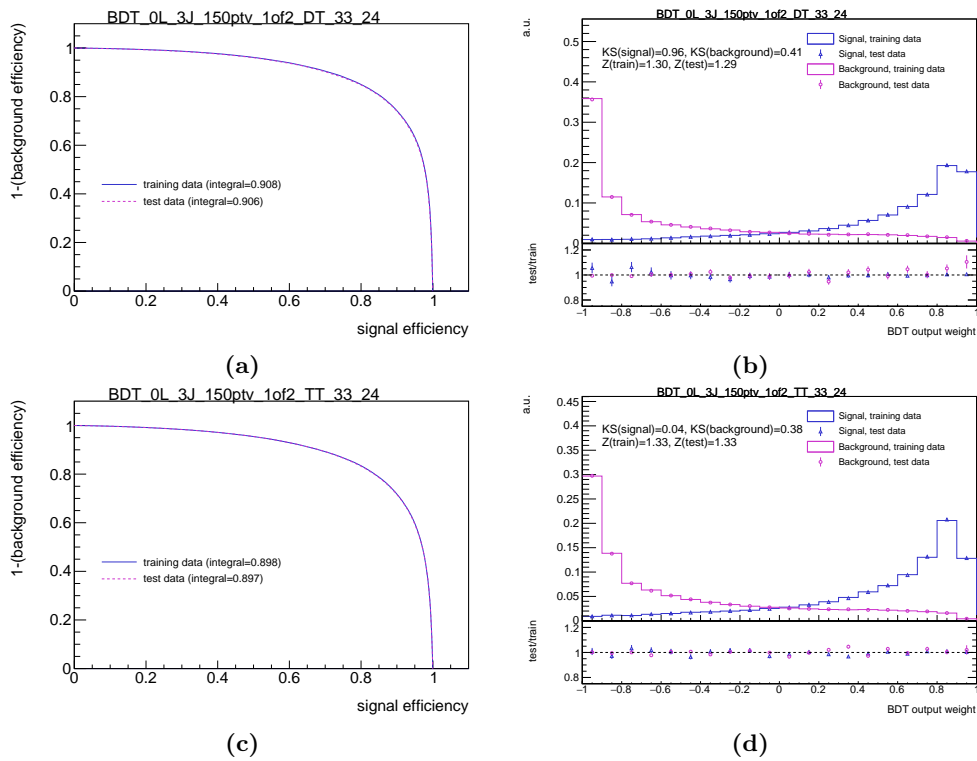 BDT_0L_3J_150ptv_1of2_DT_33_24
1-(background efficiency)
1
0.8
0.6
0.4
0.2
0
training data (integral=0.908)
test data (integral=0.906)
0 0.2 0.4 0.6 0.8 1
signal efficiency
(a)
BDT_0L_3J_150ptv_1of2_DT_33_24
a.u.
0.5
0.4
0.3
0.2
0.1
0
KS(signal)=0.96, KS(background)=0.41
Z(train)=1.30, Z(test)=1.29
Signal, training data
Signal, test data
Background, training data
Background, test data
test/train
1.2
1
0.8
−1 −0.8 −0.6 −0.4 −0.2 0 0.2 0.4 0.6 0.8 1
BDT output weight
(b)
BDT_0L_3J_150ptv_1of2_TT_33_24
1-(background efficiency)
1
0.8
0.6
0.4
0.2
0
training data (integral=0.898)
test data (integral=0.897)
0 0.2 0.4 0.6 0.8 1
signal efficiency
(c)
BDT_0L_3J_150ptv_1of2_TT_33_24
a.u.
0.45
0.4
0.35
0.3
0.25
0.2
0.15
0.1
0.05
0
KS(signal)=0.04, KS(background)=0.38
Z(train)=1.33, Z(test)=1.33
Signal, training data
Signal, test data
Background, training data
Background, test data
test/train
1.2
1
0.8
−1 −0.8 −0.6 −0.4 −0.2 0 0.2 0.4 0.6 0.8 1
BDT output weight
(d)